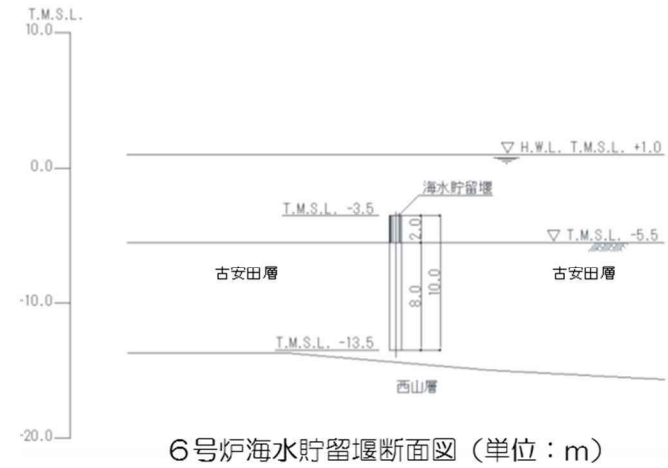 T.M.S.L.
10.0
▽ H.W.L. T.M.S.L. +1.0
0.0
海水貯留堰
T.M.S.L. -3.5
2.0
▽ T.M.S.L. -5.5
古安田層
古安田層
8.0
10.0
-10.0
T.M.S.L. -13.5
西山層
-20.0
6号炉海水貯留堰断面図（単位：m）